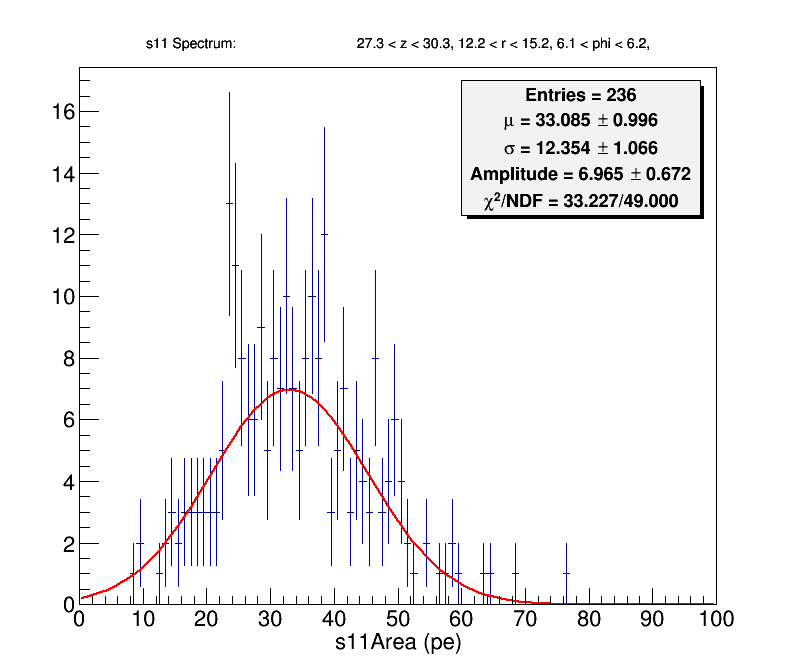 s11 Spectrum: 27.3 < z < 30.3, 12.2 < r < 15.2, 6.1 < phi < 6.2,
Entries = 236
μ = 33.085 ± 0.996
σ = 12.354 ± 1.066
Amplitude = 6.965 ± 0.672
χ²/NDF = 33.227/49.000
16
14
12
10
8
6
4
2
0
0 10 20 30 40 50 60 70 80 90 100
s11Area (pe)